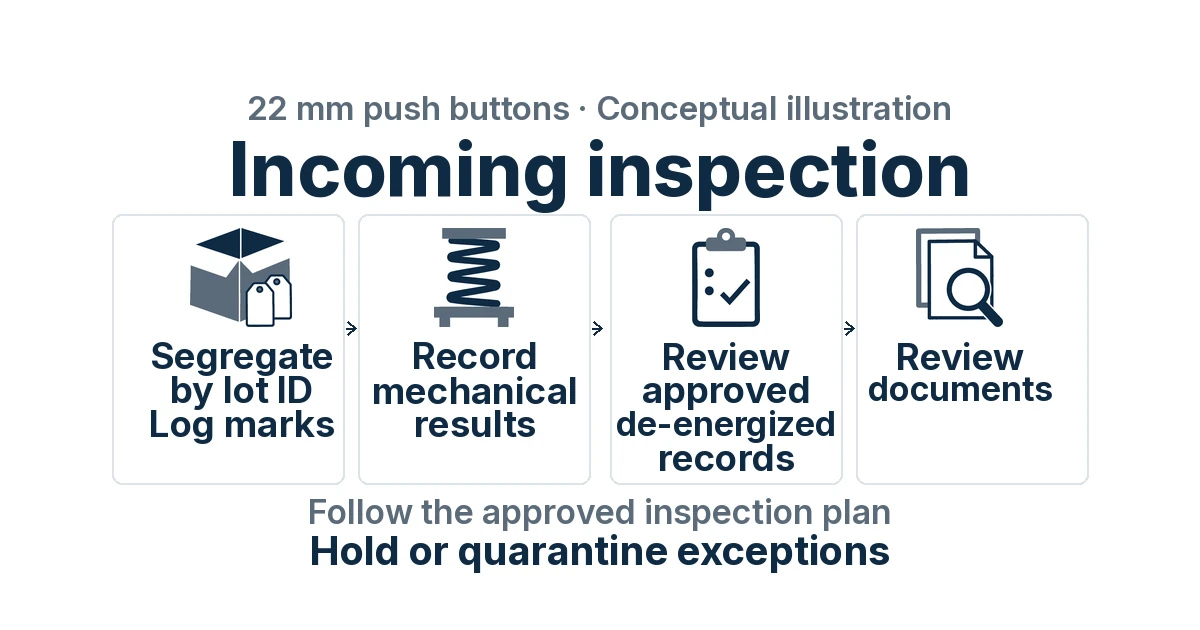 22 mm push buttons · Conceptual illustration
Incoming inspection
Segregate
by lot ID
Log marks
Record
mechanical
results
Review
approved
de-energized
records
Review
documents
Follow the approved inspection plan
Hold or quarantine exceptions